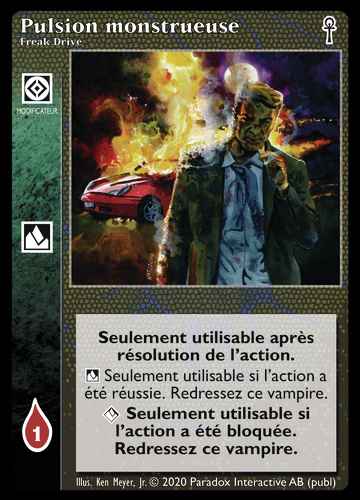 Pulsion monstrueuse
Freak Drive
MODIFICATEUR
Seulement utilisable après
résolution de l'action.
Seulement utilisable si l'action a
été réussie. Redressez ce vampire.
Seulement utilisable si
l'action a été bloquée.
Redressez ce vampire.
1
Illus. Ken Meyer, Jr. © 2020 Paradox Interactive AB (publ)